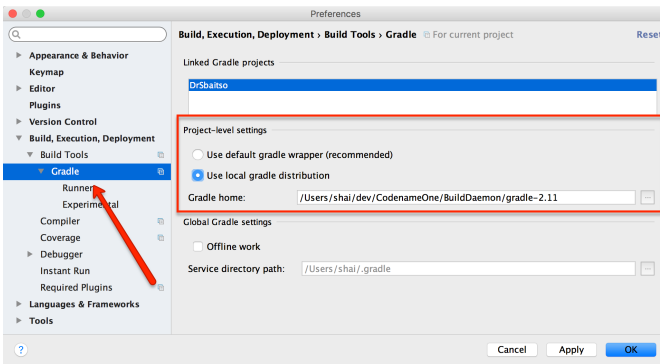 Preferences
Build, Execution, Deployment › Build Tools › Gradle For current project Reset
Appearance & Behavior
Keymap
Editor
Plugins
Version Control
Build, Execution, Deployment
Build Tools
Gradle
Runner
Experimental
Compiler
Coverage
Debugger
Instant Run
Required Plugins
Languages & Frameworks
Tools
Linked Gradle projects
DrSbaitso
Project-level settings
Use default gradle wrapper (recommended)
Use local gradle distribution
Gradle home: /Users/shai/dev/CodenameOne/BuildDaemon/gradle-2.11
Global Gradle settings
Offline work
Service directory path: /Users/shai/.gradle
? Cancel Apply OK